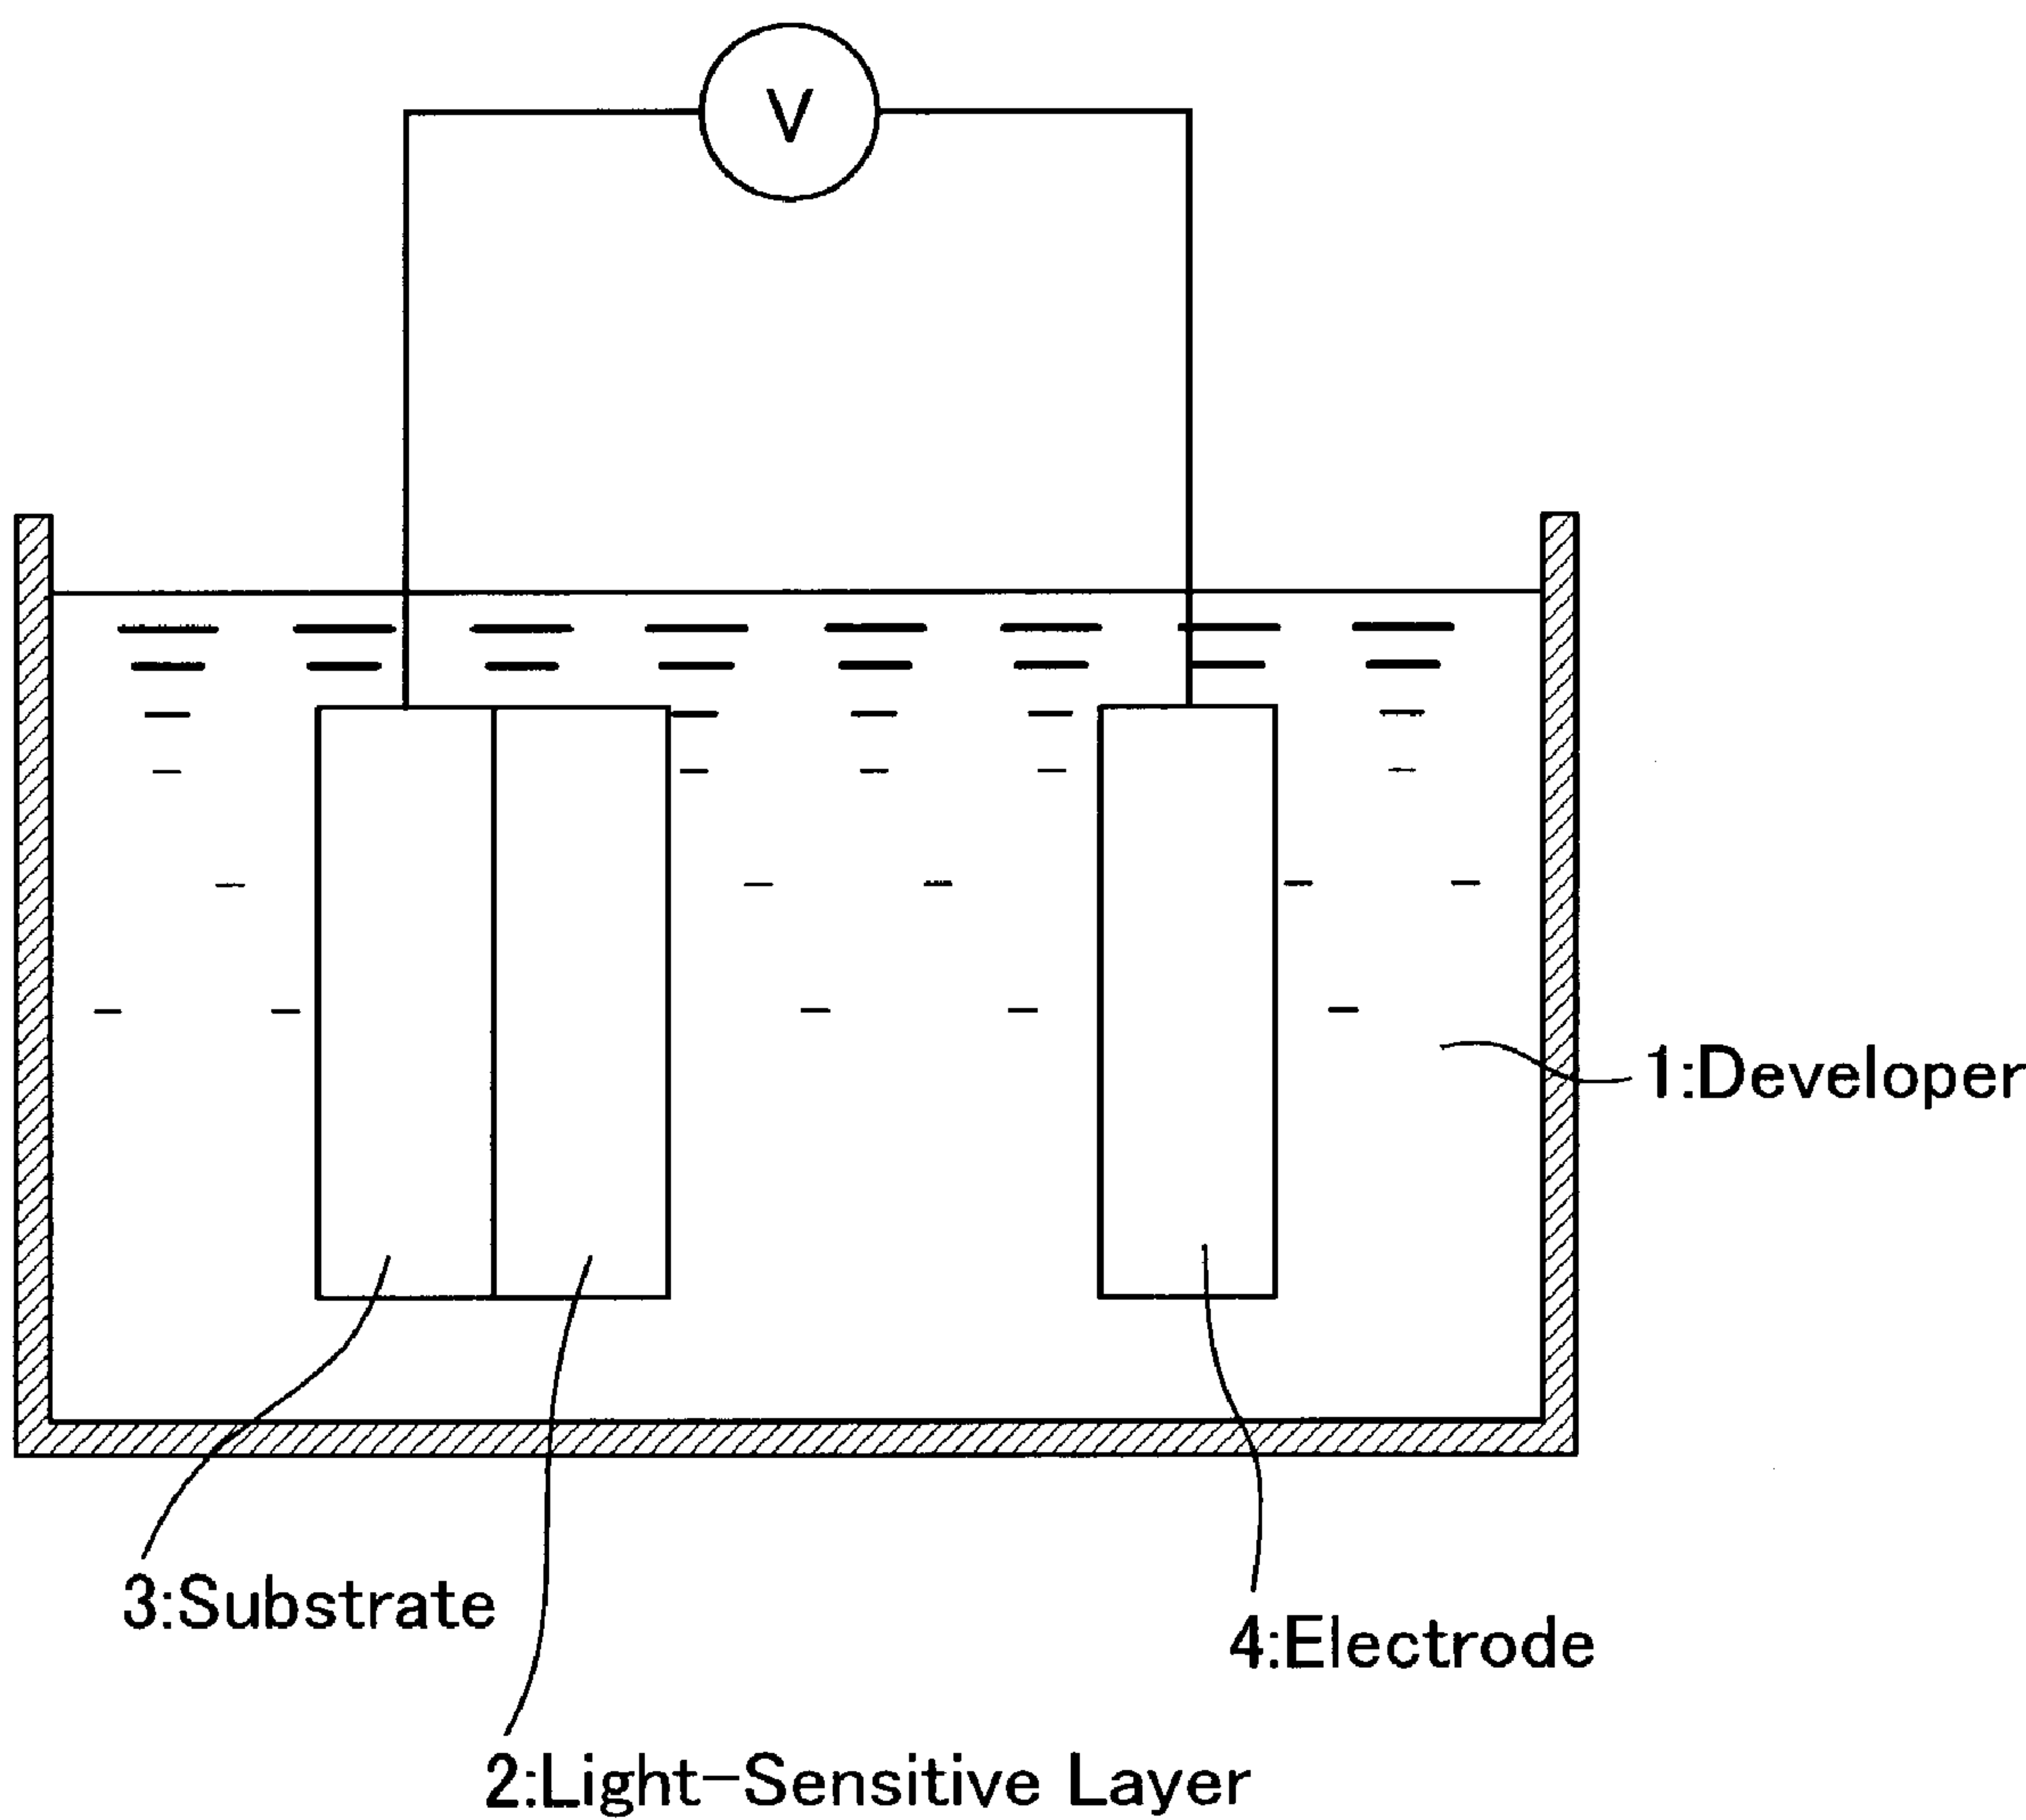 V
1:Developer
3:Substrate
4:Electrode
2:Light-Sensitive Layer